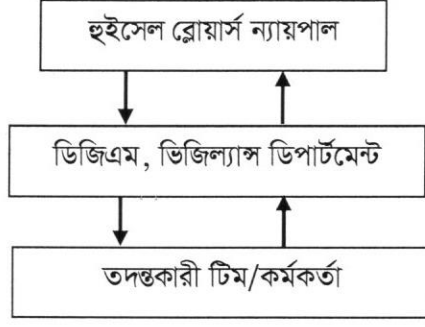 হুইসেল ব্লোয়ার্স ন্যায়পাল
ডিজিএম, ভিজিল্যান্স ডিপার্টমেন্ট
তদন্তকারী টিম/কর্মকর্তা